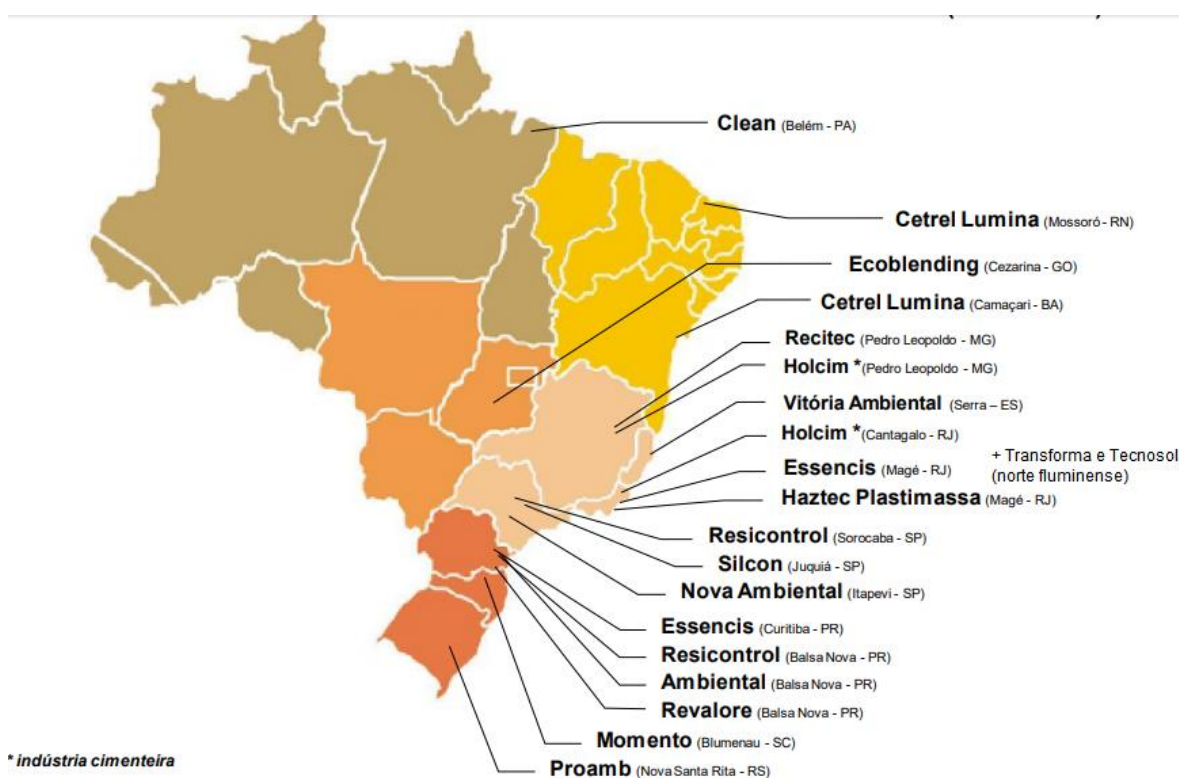 Clean (Belém - PA)
Cetrel Lumina (Mossoró - RN)
Ecoblending (Cezarina - GO)
Cetrel Lumina (Camaçari - BA)
Recitec (Pedro Leopoldo - MG)
Holcim * (Pedro Leopoldo - MG)
Vitória Ambiental (Serra – ES)
Holcim * (Cantagalo - RJ)
+ Transforma e Tecnosol
(norte fluminense)
Essencis (Magé - RJ)
Haztec Plastimassa (Magé - RJ)
Resicontrol (Sorocaba - SP)
Silcon (Juquiá - SP)
Nova Ambiental (Itapevi - SP)
Essencis (Curitiba - PR)
Resicontrol (Balsa Nova - PR)
Ambiental (Balsa Nova - PR)
Revalore (Balsa Nova - PR)
Momento (Blumenau - SC)
Proamb (Nova Santa Rita - RS)
* indústria cimenteira